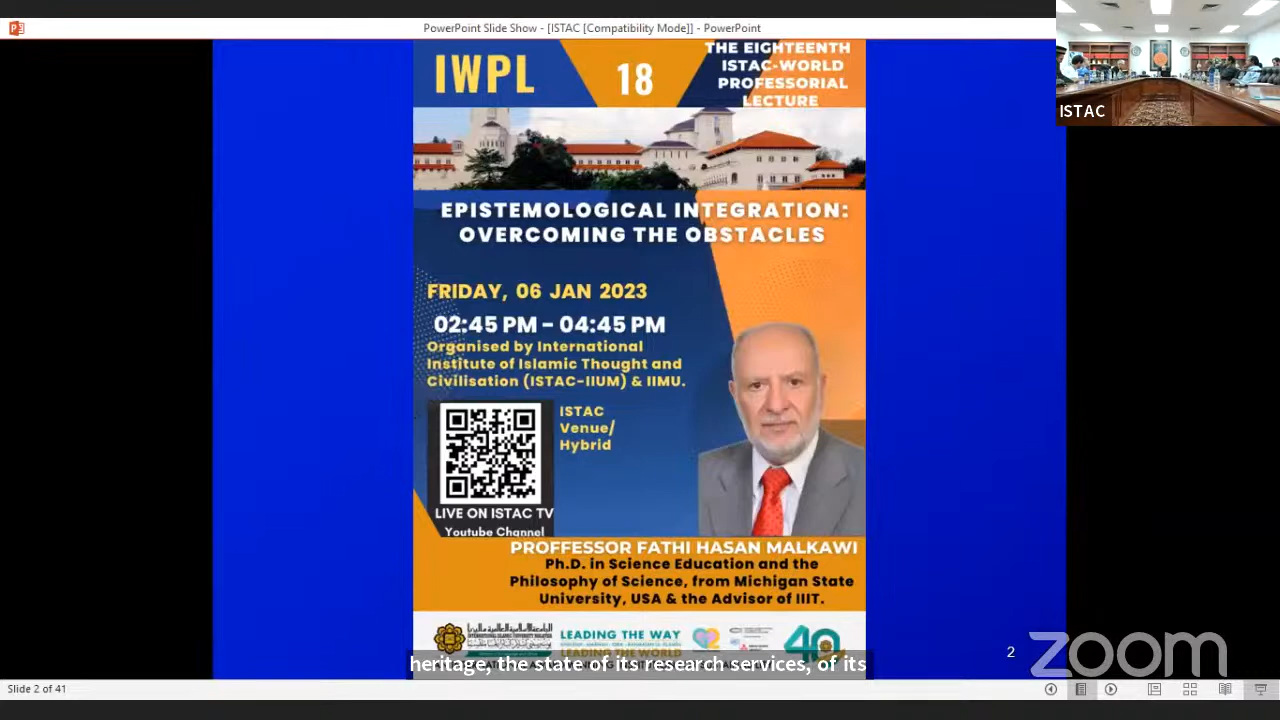 PowerPoint Slide Show - [ISTAC [Compatibility Mode]] - PowerPoint
ISTAC
IWPL
18
THE EIGHTEENTH
ISTAC-WORLD
PROFESSORIAL
LECTURE
EPISTEMOLOGICAL INTEGRATION:
OVERCOMING THE OBSTACLES
FRIDAY, 06 JAN 2023
02:45 PM - 04:45 PM
Organised by International
Institute of Islamic Thought and
Civilisation (ISTAC-IIUM) & IIMU.
ISTAC
Venue/
Hybrid
LIVE ON ISTAC TV
Youtube Channel
PROFFESSOR FATHI HASAN MALKAWI
Ph.D. in Science Education and the
Philosophy of Science, from Michigan State
University, USA & the Advisor of IIIT.
LEADING THE WAY
40
heritage, the state of its research services, of its
2
zoom
Slide 2 of 41